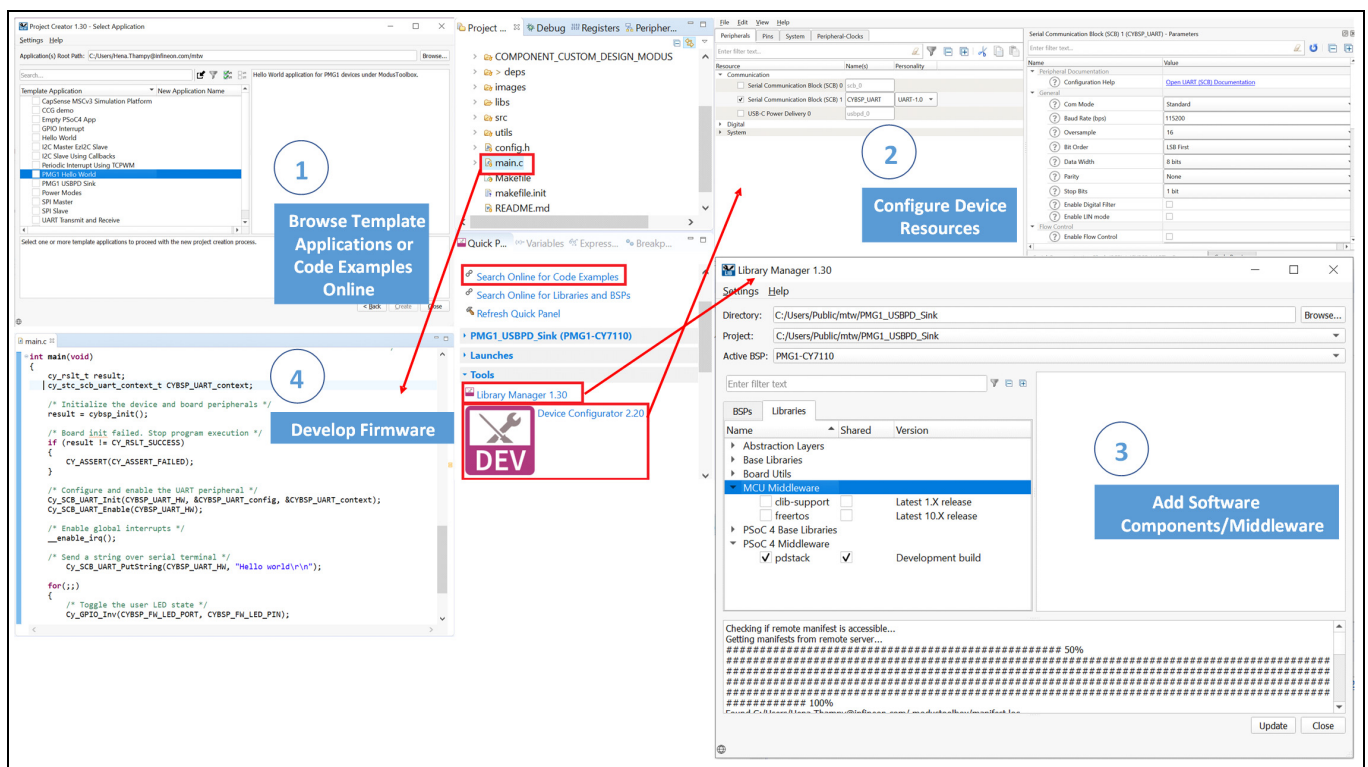 Project Creator 1.30 - Select Application
Settings Help
Application(s) Root Path: C:/Users/Hena.Thampy@infineon.com/mtw
Browse...
Search...
Hello World application for PMG1 devices under ModusToolbox.
Template Application New Application Name
CapSense MSCv3 Simulation Platform
CCG demo
Empty PSoC4 App
GPIO Interrupt
Hello World
I2C Master EzI2C Slave
I2C Slave Using Callbacks
Periodic Interrupt Using TCPWM
PMG1 Hello World
PMG1 USBPD Sink
Power Modes
SPI Master
SPI Slave
UART Transmit and Receive
Select one or more template applications to proceed with the new project creation process.
< Back Create Close
1
Browse Template
Applications or
Code Examples
Online
Project ... Debug Registers Peripher...
COMPONENT_CUSTOM_DESIGN_MODUS
> deps
images
libs
src
utils
config.h
main.c
Makefile
makefile.init
README.md
Quick P... Variables Express... Breakp...
Search Online for Code Examples
Search Online for Libraries and BSPs
Refresh Quick Panel
PMG1_USBPD_Sink (PMG1-CY7110)
Launches
Tools
Library Manager 1.30
Device Configurator 2.20
DEV
File Edit View Help
Peripherals Pins System Peripheral-Clocks
Enter filter text...
Resource Name(s) Personality
Communication
Serial Communication Block (SCB) 0 scb_0
Serial Communication Block (SCB) 1 CYBSP_UART UART-1.0
USB-C Power Delivery 0 usbpd_0
Digital
System
2
Configure Device
Resources
Serial Communication Block (SCB) 1 (CYBSP_UART) - Parameters
Enter filter text...
Name Value
Peripheral Documentation
Configuration Help Open UART (SCB) Documentation
General
Com Mode Standard
Baud Rate (bps) 115200
Oversample 16
Bit Order LSB First
Data Width 8 bits
Parity None
Stop Bits 1 bit
Enable Digital Filter
Enable LIN mode
Flow Control
Enable Flow Control
main.c
int main(void)
{
cy_rslt_t result;
cy_stc_scb_uart_context_t CYBSP_UART_context;
/* Initialize the device and board peripherals */
result = cybsp_init();
/* Board init failed. Stop program execution */
if (result != CY_RSLT_SUCCESS)
{
CY_ASSERT(CY_ASSERT_FAILED);
}
/* Configure and enable the UART peripheral */
Cy_SCB_UART_Init(CYBSP_UART_HW, &CYBSP_UART_config, &CYBSP_UART_context);
Cy_SCB_UART_Enable(CYBSP_UART_HW);
/* Enable global interrupts */
__enable_irq();
/* Send a string over serial terminal */
Cy_SCB_UART_PutString(CYBSP_UART_HW, "Hello world\r\n");
for(;;)
{
/* Toggle the user LED state */
Cy_GPIO_Inv(CYBSP_FW_LED_PORT, CYBSP_FW_LED_PIN);
4
Develop Firmware
Library Manager 1.30
Settings Help
Directory: C:/Users/Public/mtw/PMG1_USBPD_Sink Browse...
Project: C:/Users/Public/mtw/PMG1_USBPD_Sink
Active BSP: PMG1-CY7110
Enter filter text
BSPs Libraries
Name Shared Version
Abstraction Layers
Base Libraries
Board Utils
MCU Middleware
clib-support Latest 1.X release
freertos Latest 10.X release
PSoC 4 Base Libraries
PSoC 4 Middleware
pdstack Development build
3
Add Software
Components/Middleware
Checking if remote manifest is accessible...
Getting manifests from remote server...
################################################## 50%
##########################################################################################
##########################################################################################
##########################################################################################
##########################################################################################
############ 100%
Update Close